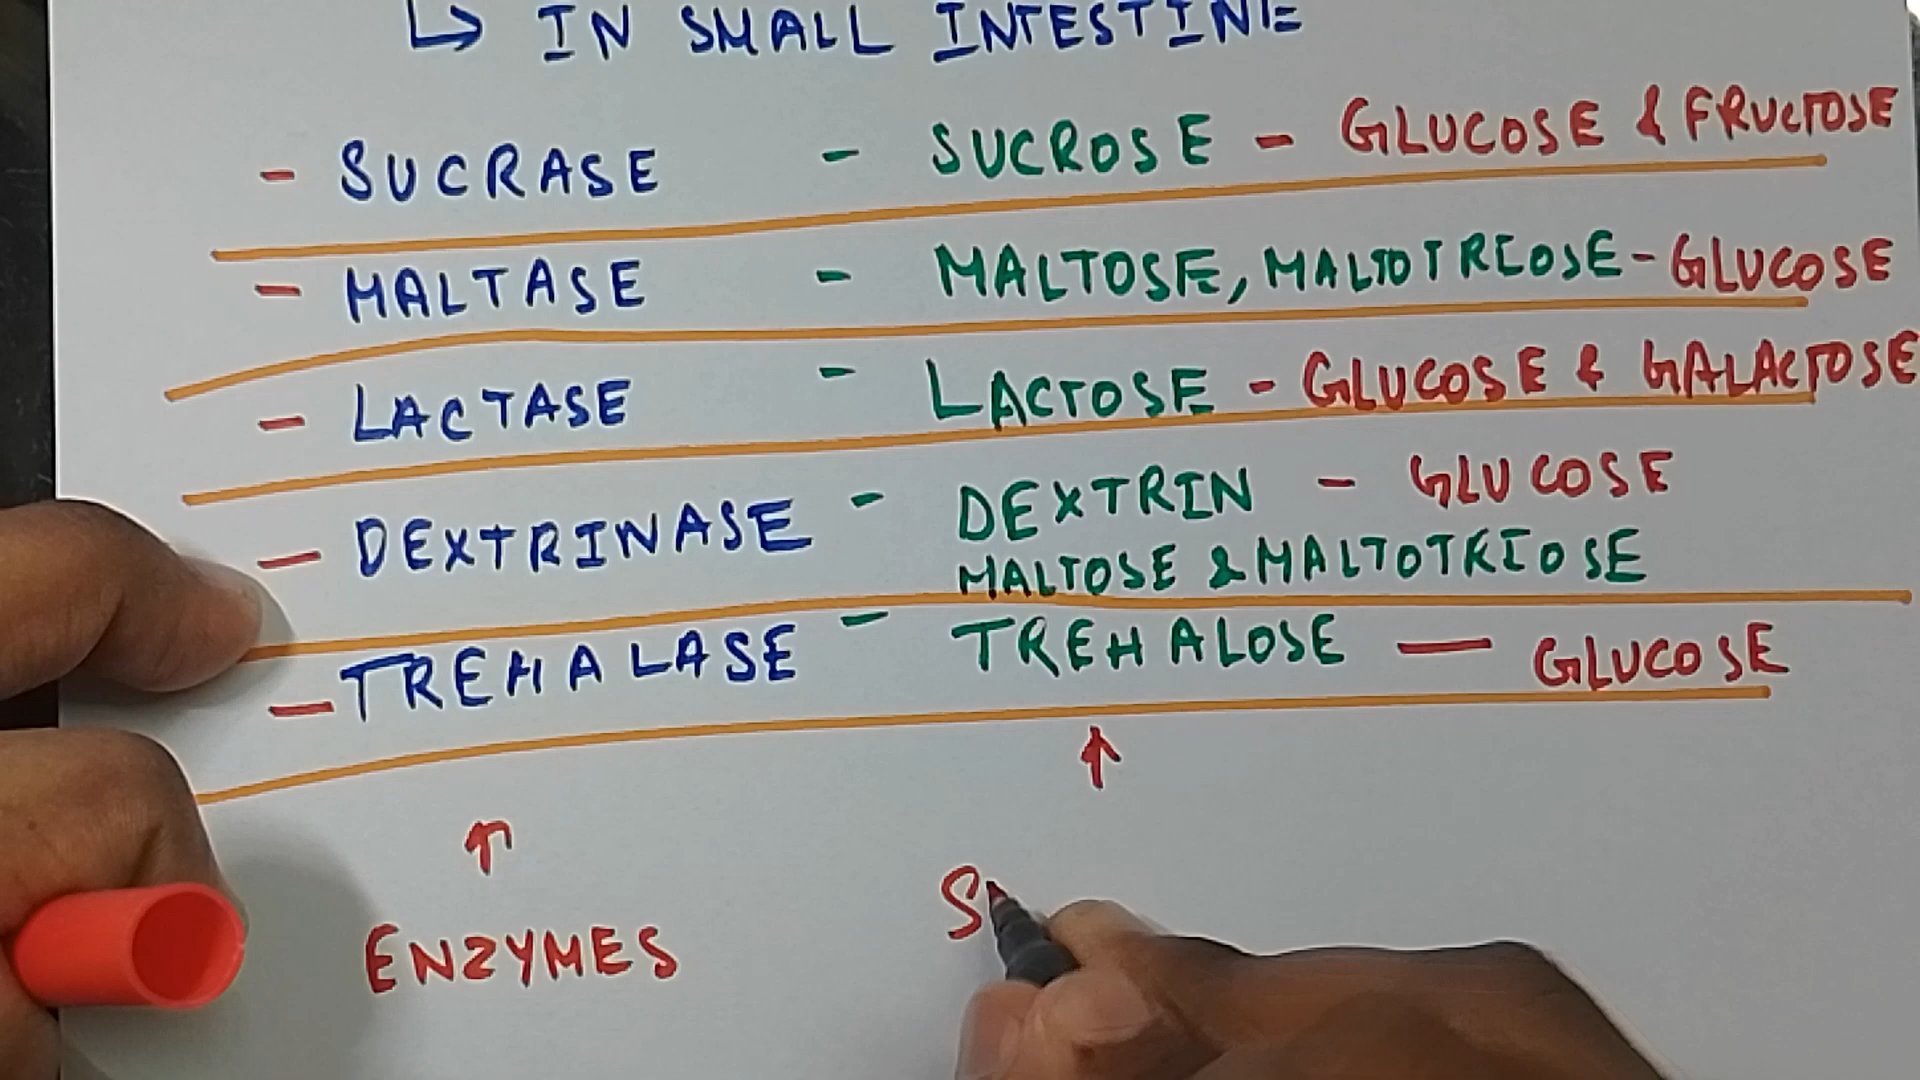 ↳ IN SMALL INTESTINE
- SUCRASE - SUCROSE - GLUCOSE & FRUCTOSE
- MALTASE - MALTOSE, MALTOTRIOSE - GLUCOSE
- LACTASE - LACTOSE - GLUCOSE & GALACTOSE
- DEXTRINASE - DEXTRIN - GLUCOSE
MALTOSE & MALTOTRIOSE
- TREHALASE - TREHALOSE - GLUCOSE
↑ ↑
ENZYMES S